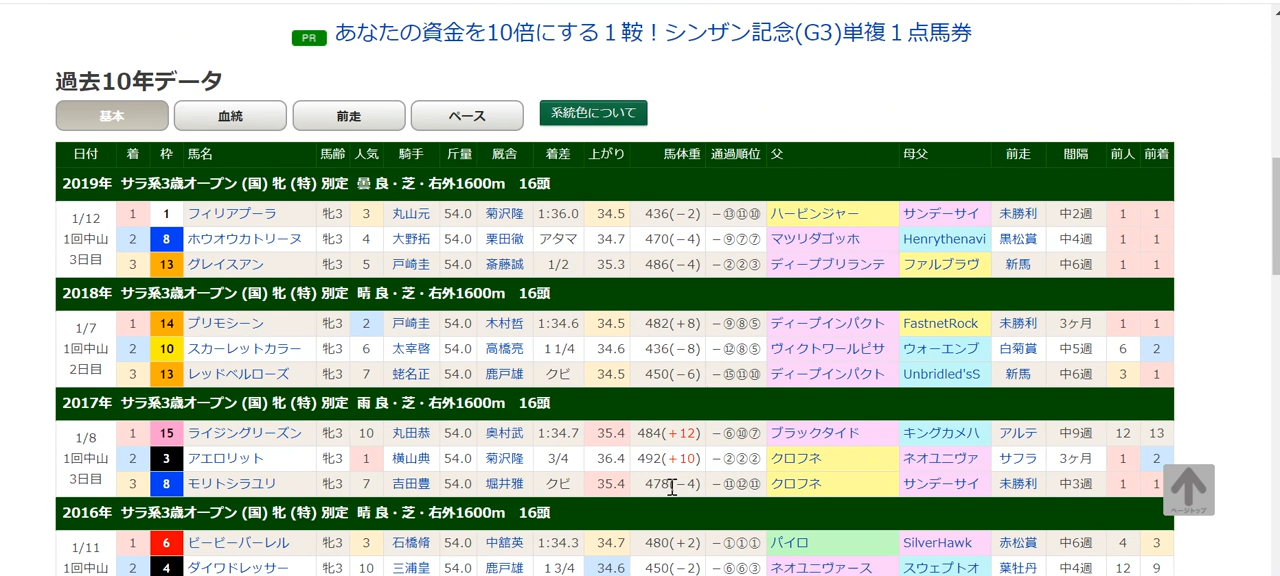 PR あなたの資金を10倍にする１鞍！シンザン記念(G3)単複１点馬券
過去10年データ
基本 血統 前走 ペース 系統色について
日付 着 枠 馬名 馬齢 人気 騎手 斤量 厩舎 着差 上がり 馬体重 通過順位 父 母父 前走 間隔 前人 前着
2019年 サラ系3歳オープン (国) 牝 (特) 別定 曇 良・芝・右外1600m 16頭
1/12 1回中山 3日目
1 1 フィリアプーラ 牝3 3 丸山元 54.0 菊沢隆 1:36.0 34.5 436(−2) −⑬⑪⑩ ハービンジャー サンデーサイ 未勝利 中2週 1 1
2 8 ホウオウカトリーヌ 牝3 4 大野拓 54.0 栗田徹 アタマ 34.7 470(−4) −⑨⑦⑦ マツリダゴッホ Henrythenavi 黒松賞 中4週 1 1
3 13 グレイスアン 牝3 5 戸崎圭 54.0 斎藤誠 1/2 35.3 486(−4) −②②③ ディープブリランテ ファルブラヴ 新馬 中6週 1 1
2018年 サラ系3歳オープン (国) 牝 (特) 別定 晴 良・芝・右外1600m 16頭
1/7 1回中山 2日目
1 14 プリモシーン 牝3 2 戸崎圭 54.0 木村哲 1:34.6 34.5 482(+8) −⑨⑧⑤ ディープインパクト FastnetRock 未勝利 3ヶ月 1 1
2 10 スカーレットカラー 牝3 6 太宰啓 54.0 高橋亮 1 1/4 34.6 436(−8) −⑫⑧⑤ ヴィクトワールピサ ウォーエンブ 白菊賞 中5週 6 2
3 13 レッドベルローズ 牝3 7 蛯名正 54.0 鹿戸雄 クビ 34.5 450(−6) −⑮⑪⑩ ディープインパクト Unbridled'sS 新馬 中6週 3 1
2017年 サラ系3歳オープン (国) 牝 (特) 別定 雨 良・芝・右外1600m 16頭
1/8 1回中山 3日目
1 15 ライジングリーズン 牝3 10 丸田恭 54.0 奥村武 1:34.7 35.4 484(+12) −⑥⑩⑦ ブラックタイド キングカメハ アルテ 中9週 12 13
2 3 アエロリット 牝3 1 横山典 54.0 菊沢隆 3/4 36.4 492(+10) −②②② クロフネ ネオユニヴァ サフラ 3ヶ月 1 2
3 8 モリトシラユリ 牝3 7 吉田豊 54.0 堀井雅 クビ 35.4 478(−4) −⑪⑫⑪ クロフネ サンデーサイ 未勝利 中3週 1 1
ページトップ
2016年 サラ系3歳オープン (国) 牝 (特) 別定 晴 良・芝・右外1600m 16頭
1/11 1回中山
1 6 ビービーバーレル 牝3 3 石橋脩 54.0 中舘英 1:34.3 34.7 480(+2) −①①① パイロ SilverHawk 赤松賞 中6週 4 3
2 4 ダイワドレッサー 牝3 10 三浦皇 54.0 鹿戸雄 1 3/4 34.6 450(−2) −⑥⑥③ ネオユニヴァース スウェプトオ 葉牡丹 中4週 12 9